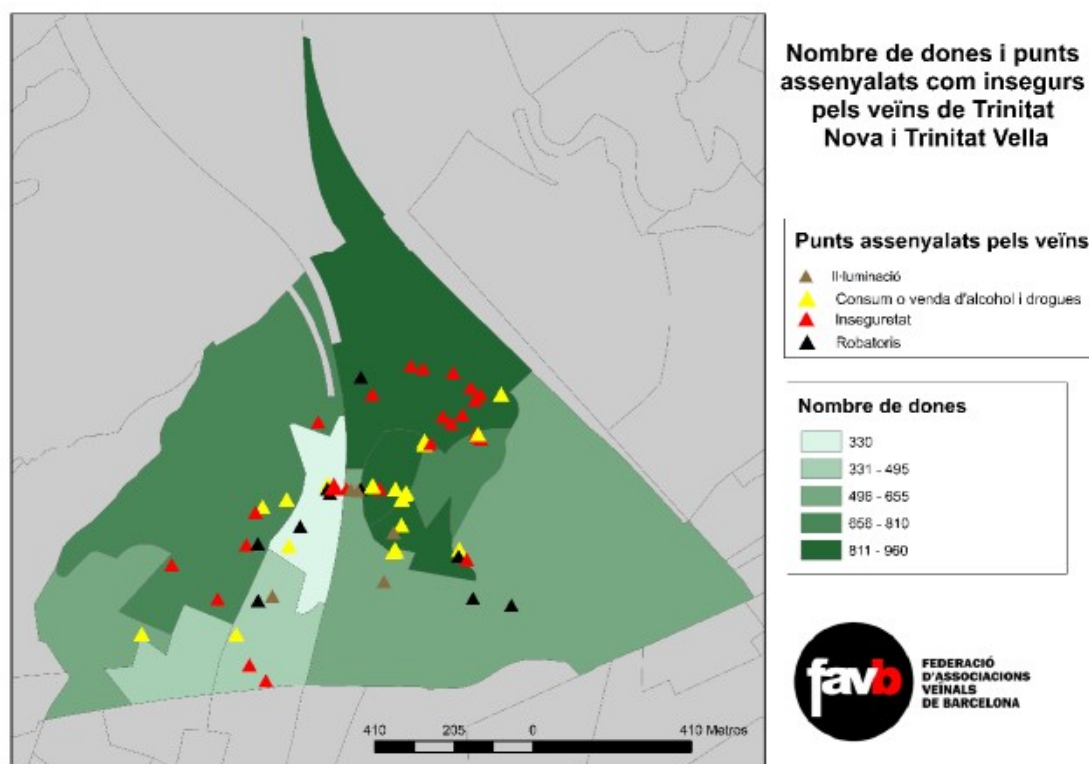 Nombre de dones i punts
assenyalats com insegurs
pels veïns de Trinitat
Nova i Trinitat Vella
Punts assenyalats pels veïns
Il·luminació
Consum o venda d'alcohol i drogues
Inseguretat
Robatoris
Nombre de dones
330
331 - 495
496 - 655
656 - 810
811 - 960
410 205 0 410 Metros
favb
FEDERACIÓ
D'ASSOCIACIONS
VEÏNALS
DE BARCELONA